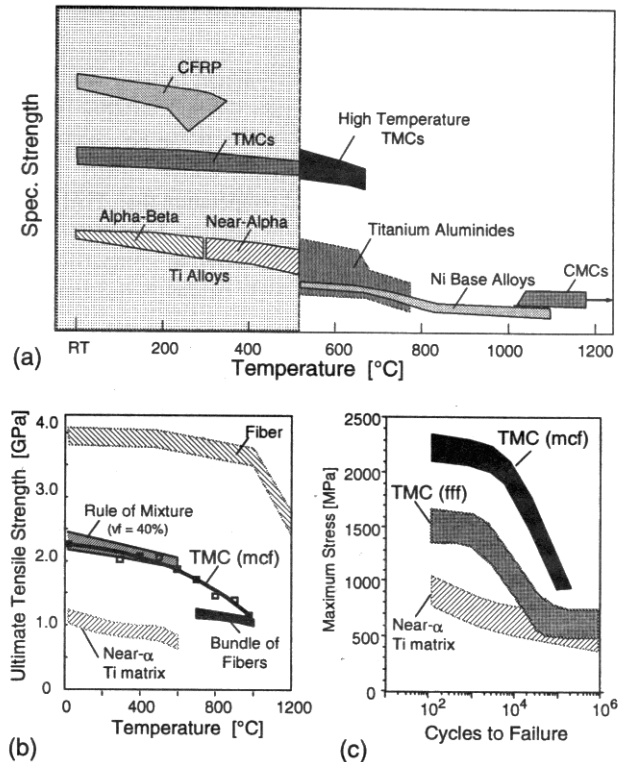 CFRP
High Temperature
TMCs
TMCs
Spec. Strength
Alpha-Beta
Near-Alpha
Titanium Aluminides
Ti Alloys
Ni Base Alloys
CMCs
RT
200
400
600
800
1000
1200
(a)
Temperature [°C]
Ultimate Tensile Strength [GPa]
4.0
3.0
2.0
1.0
0
Fiber
Rule of Mixture
(vf = 40%)
TMC (mcf)
Near-α
Ti matrix
Bundle of
Fibers
0
200
400
600
800
1200
Temperature [°C]
(b)
Maximum Stress [MPa]
2500
2250
2000
1500
1000
500
0
TMC (mcf)
TMC (fff)
Near-α
Ti matrix
10²
10⁴
10⁶
Cycles to Failure
(c)